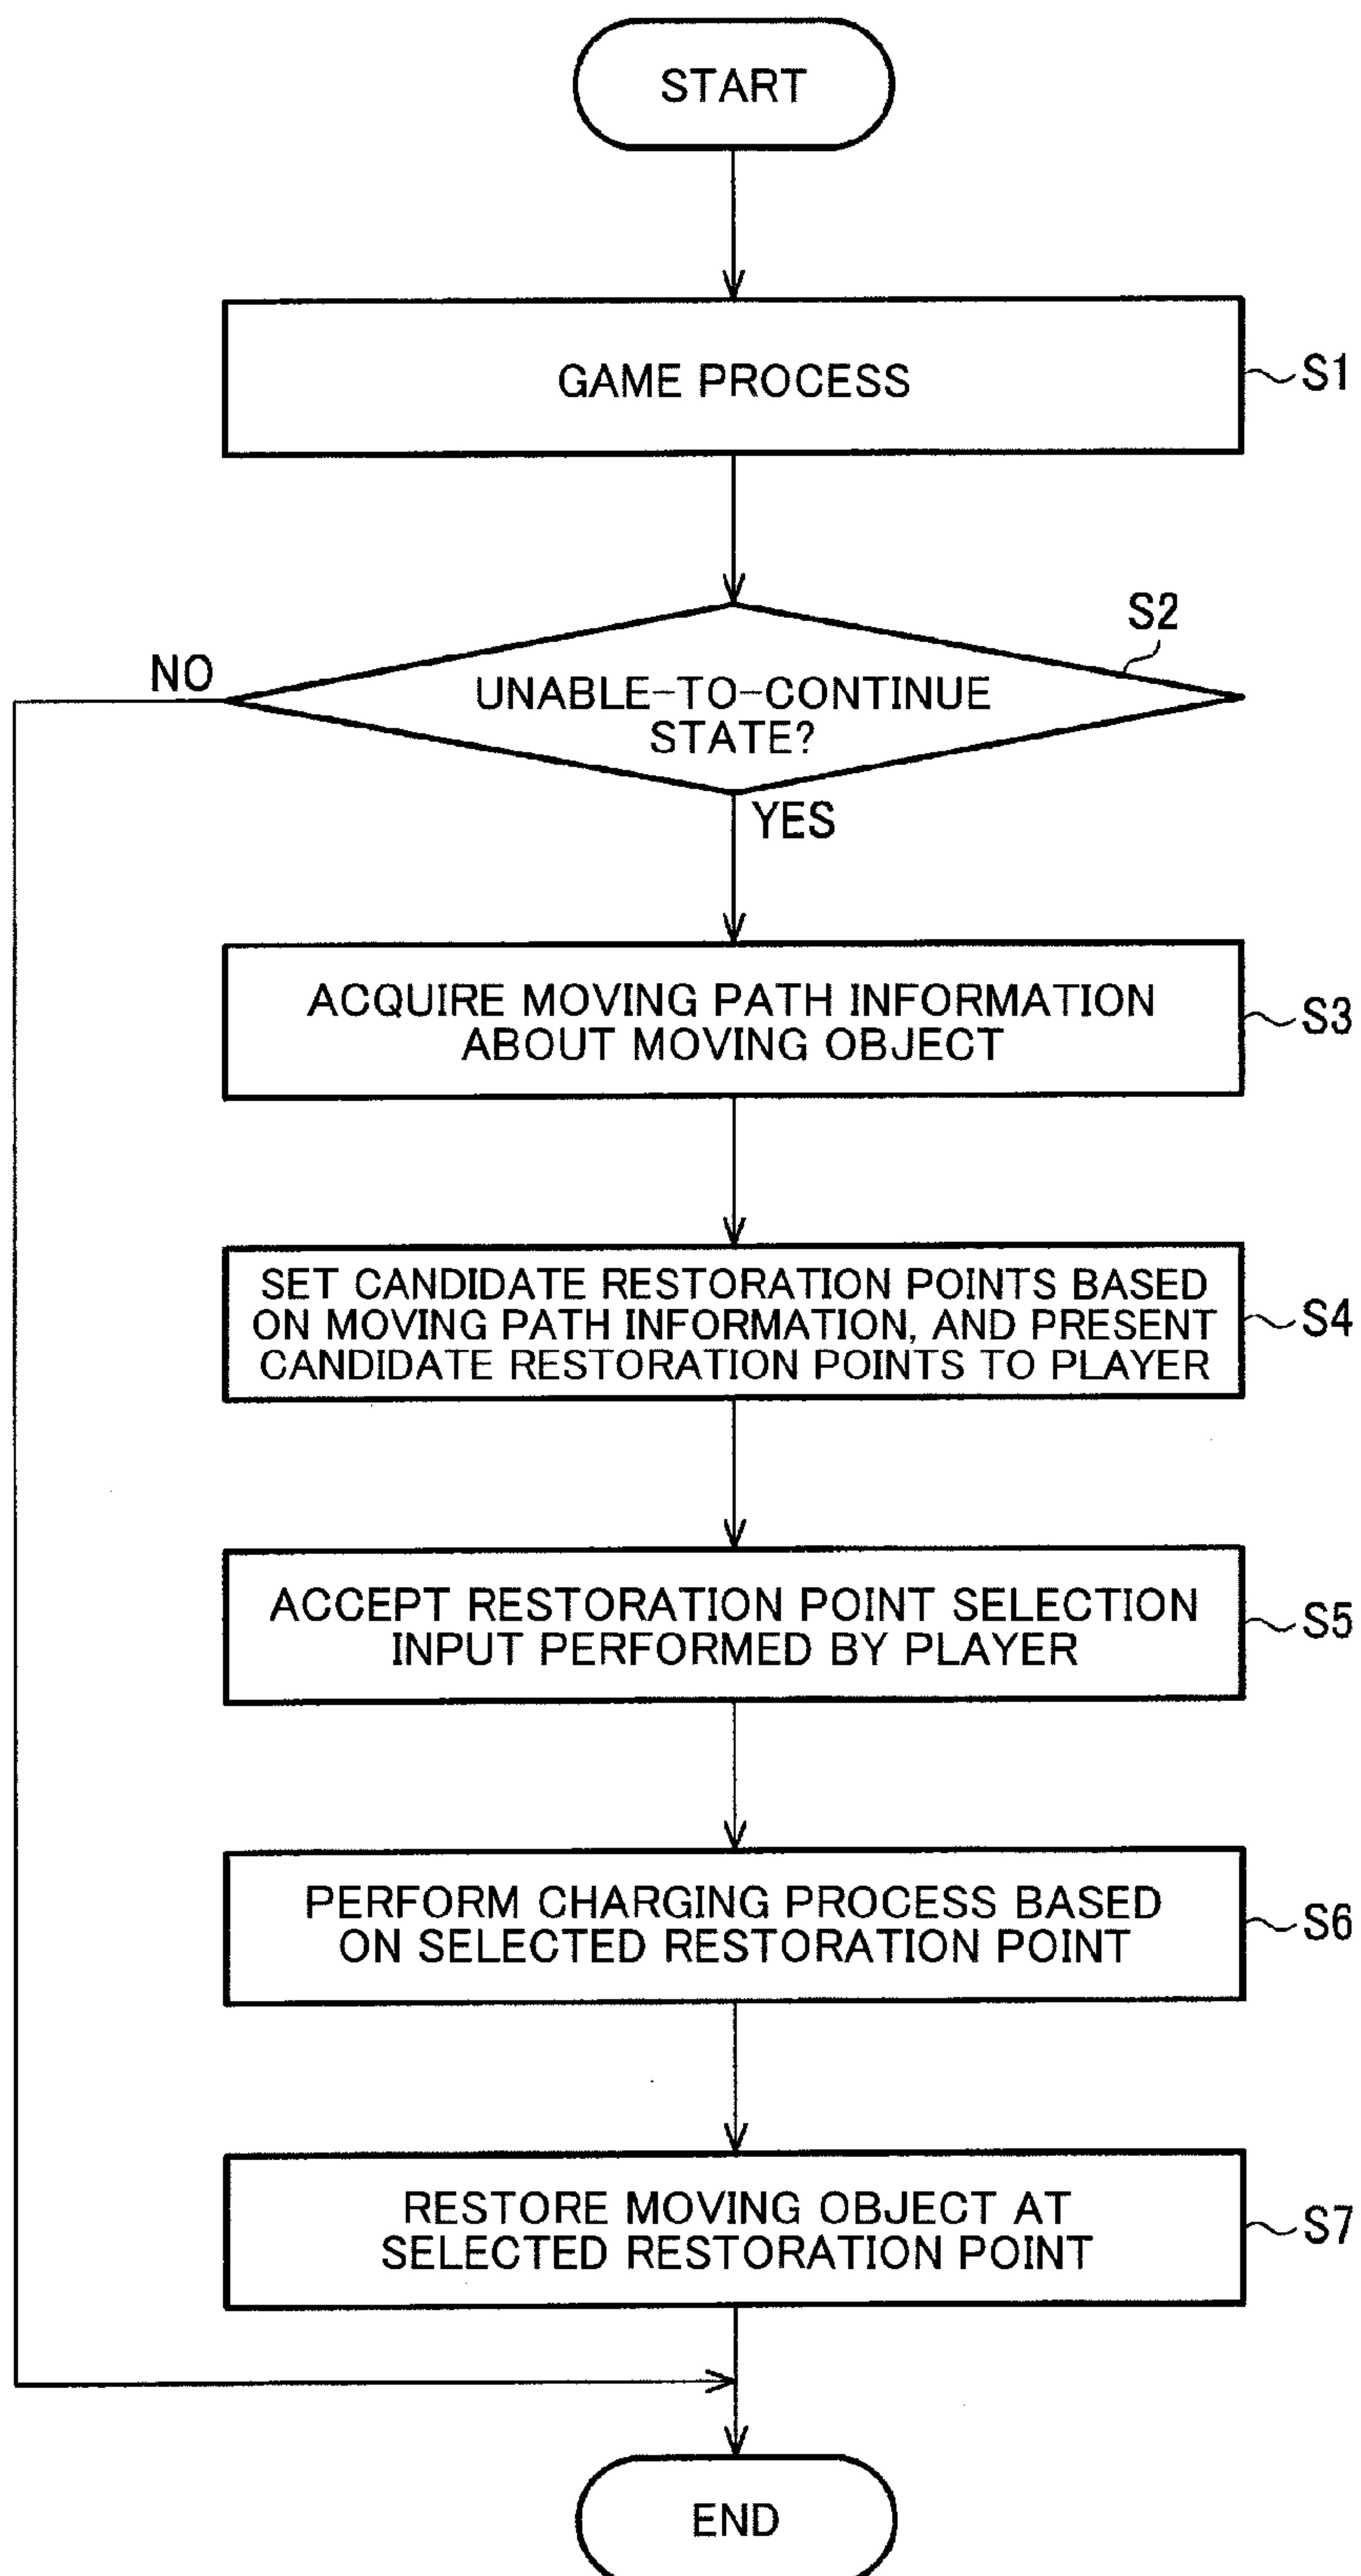 START
GAME PROCESS
S1
S2
NO
UNABLE-TO-CONTINUE
STATE?
YES
ACQUIRE MOVING PATH INFORMATION
ABOUT MOVING OBJECT
S3
SET CANDIDATE RESTORATION POINTS BASED
ON MOVING PATH INFORMATION, AND PRESENT
CANDIDATE RESTORATION POINTS TO PLAYER
S4
ACCEPT RESTORATION POINT SELECTION
INPUT PERFORMED BY PLAYER
S5
PERFORM CHARGING PROCESS BASED
ON SELECTED RESTORATION POINT
S6
RESTORE MOVING OBJECT AT
SELECTED RESTORATION POINT
S7
END